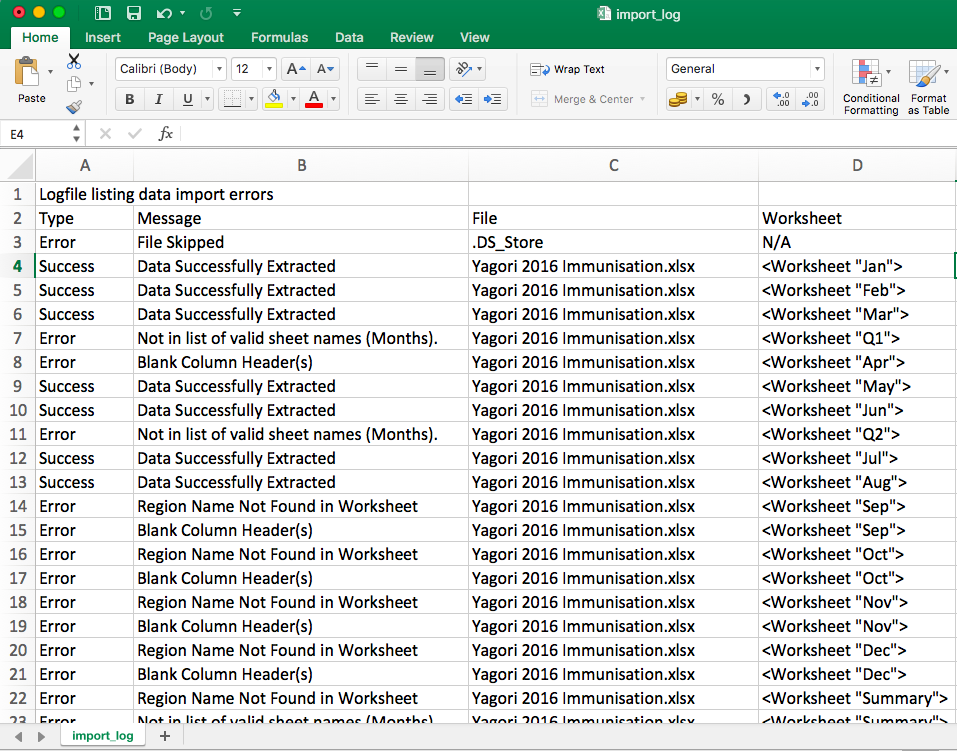 import_log
Home Insert Page Layout Formulas Data Review View
Paste
Calibri (Body) 12 A A Wrap Text General
B I U A Merge & Center % .0 .00 .00 .0
Conditional Formatting
Format as Table
E4 fx
A B C D
1 Logfile listing data import errors
2 Type Message File Worksheet
3 Error File Skipped .DS_Store N/A
4 Success Data Successfully Extracted Yagori 2016 Immunisation.xlsx <Worksheet "Jan">
5 Success Data Successfully Extracted Yagori 2016 Immunisation.xlsx <Worksheet "Feb">
6 Success Data Successfully Extracted Yagori 2016 Immunisation.xlsx <Worksheet "Mar">
7 Error Not in list of valid sheet names (Months). Yagori 2016 Immunisation.xlsx <Worksheet "Q1">
8 Error Blank Column Header(s) Yagori 2016 Immunisation.xlsx <Worksheet "Apr">
9 Success Data Successfully Extracted Yagori 2016 Immunisation.xlsx <Worksheet "May">
10 Success Data Successfully Extracted Yagori 2016 Immunisation.xlsx <Worksheet "Jun">
11 Error Not in list of valid sheet names (Months). Yagori 2016 Immunisation.xlsx <Worksheet "Q2">
12 Success Data Successfully Extracted Yagori 2016 Immunisation.xlsx <Worksheet "Jul">
13 Success Data Successfully Extracted Yagori 2016 Immunisation.xlsx <Worksheet "Aug">
14 Error Region Name Not Found in Worksheet Yagori 2016 Immunisation.xlsx <Worksheet "Sep">
15 Error Blank Column Header(s) Yagori 2016 Immunisation.xlsx <Worksheet "Sep">
16 Error Region Name Not Found in Worksheet Yagori 2016 Immunisation.xlsx <Worksheet "Oct">
17 Error Blank Column Header(s) Yagori 2016 Immunisation.xlsx <Worksheet "Oct">
18 Error Region Name Not Found in Worksheet Yagori 2016 Immunisation.xlsx <Worksheet "Nov">
19 Error Blank Column Header(s) Yagori 2016 Immunisation.xlsx <Worksheet "Nov">
20 Error Region Name Not Found in Worksheet Yagori 2016 Immunisation.xlsx <Worksheet "Dec">
21 Error Blank Column Header(s) Yagori 2016 Immunisation.xlsx <Worksheet "Dec">
22 Error Region Name Not Found in Worksheet Yagori 2016 Immunisation.xlsx <Worksheet "Summary">
23 Error Not in list of valid sheet names (Months). Yagori 2016 Immunisation.xlsx <Worksheet "Summary">
import_log +